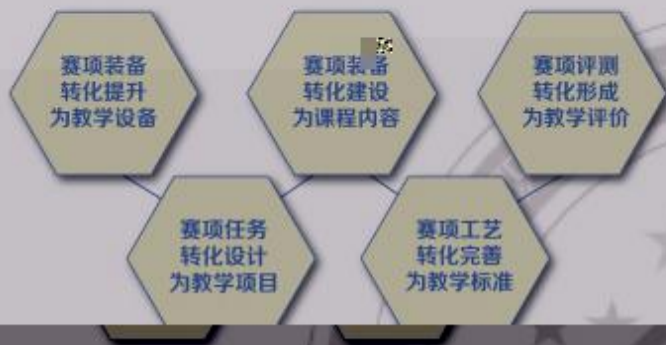 赛项装备
转化提升
为教学设备
赛项装备
转化建设
为课程内容
赛项评测
转化形成
为教学评价
赛项任务
转化设计
为教学项目
赛项工艺
转化完善
为教学标准